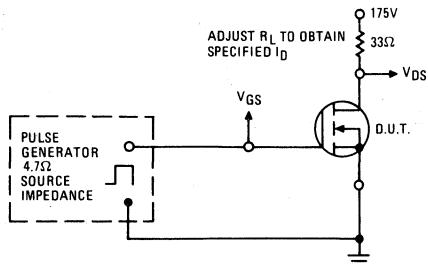 175V
ADJUST RL TO OBTAIN
SPECIFIED ID
33Ω
VDS
VGS
D.U.T.
PULSE
GENERATOR
4.7Ω
SOURCE
IMPEDANCE